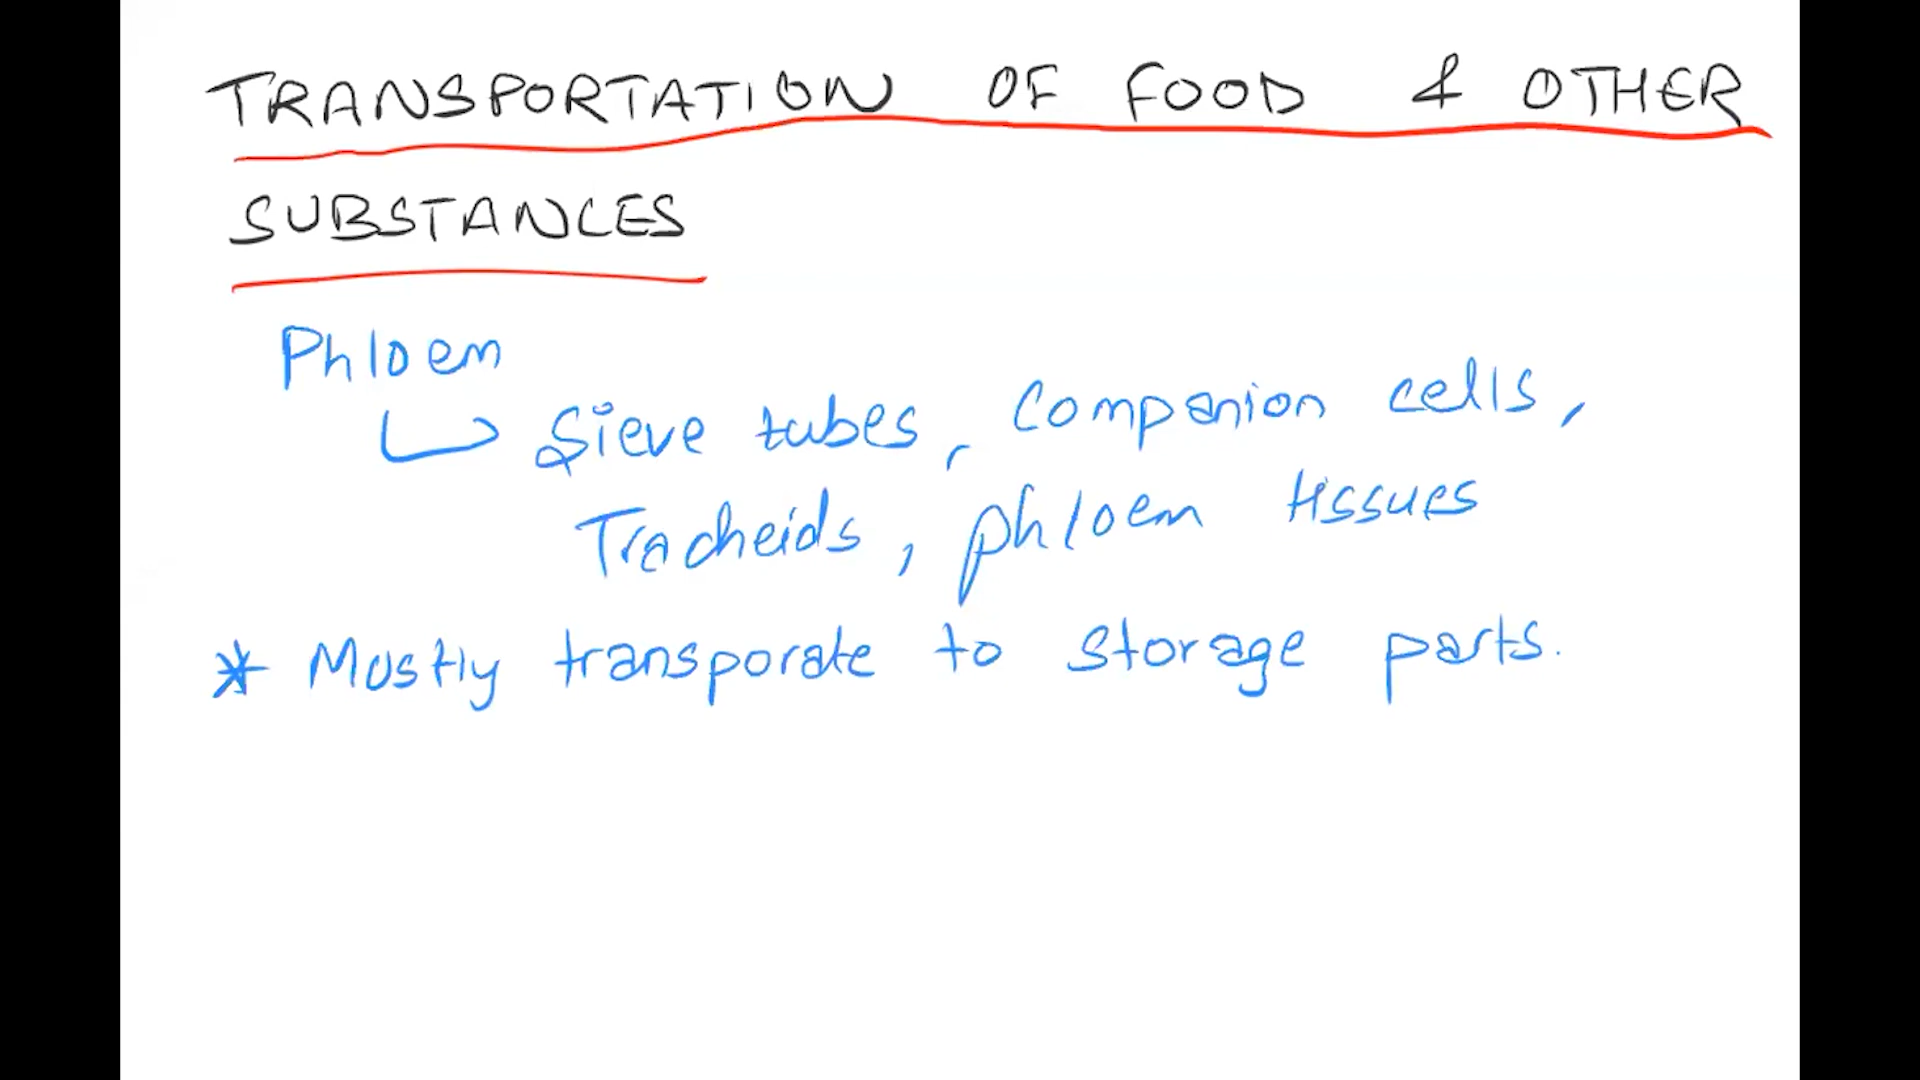 TRANSPORTATION OF FOOD & OTHER
SUBSTANCES
Phloem
Sieve tubes, Companion cells,
Tracheids, phloem tissues
* Mostly transporate to storage parts.